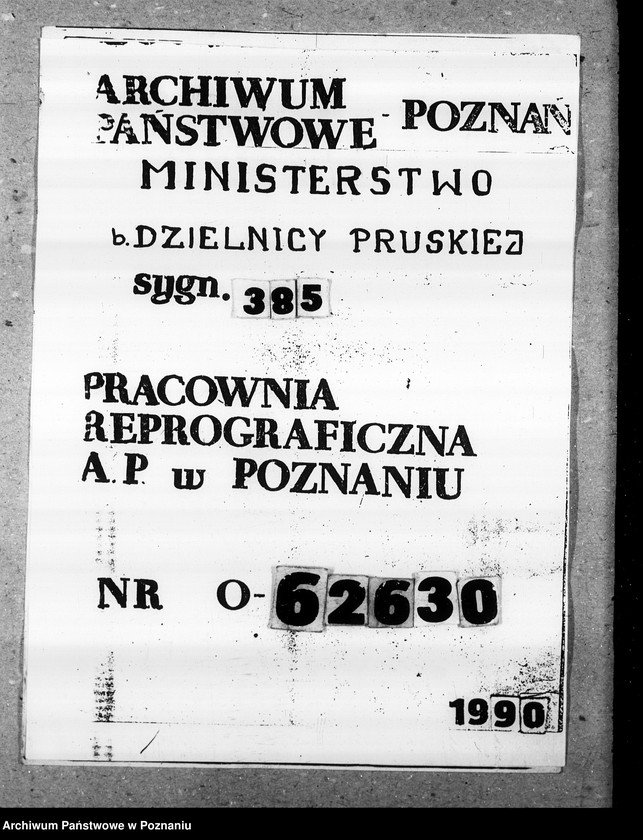 ARCHIWUM
PAŃSTWOWE - POZNAŃ
MINISTERSTWO
b. DZIELNICY PRUSKIEJ
sygn. 385
PRACOWNIA
REPROGRAFICZNA
A.P. w POZNANIU
NR O-62630
1990
Archiwum Państwowe w Poznaniu